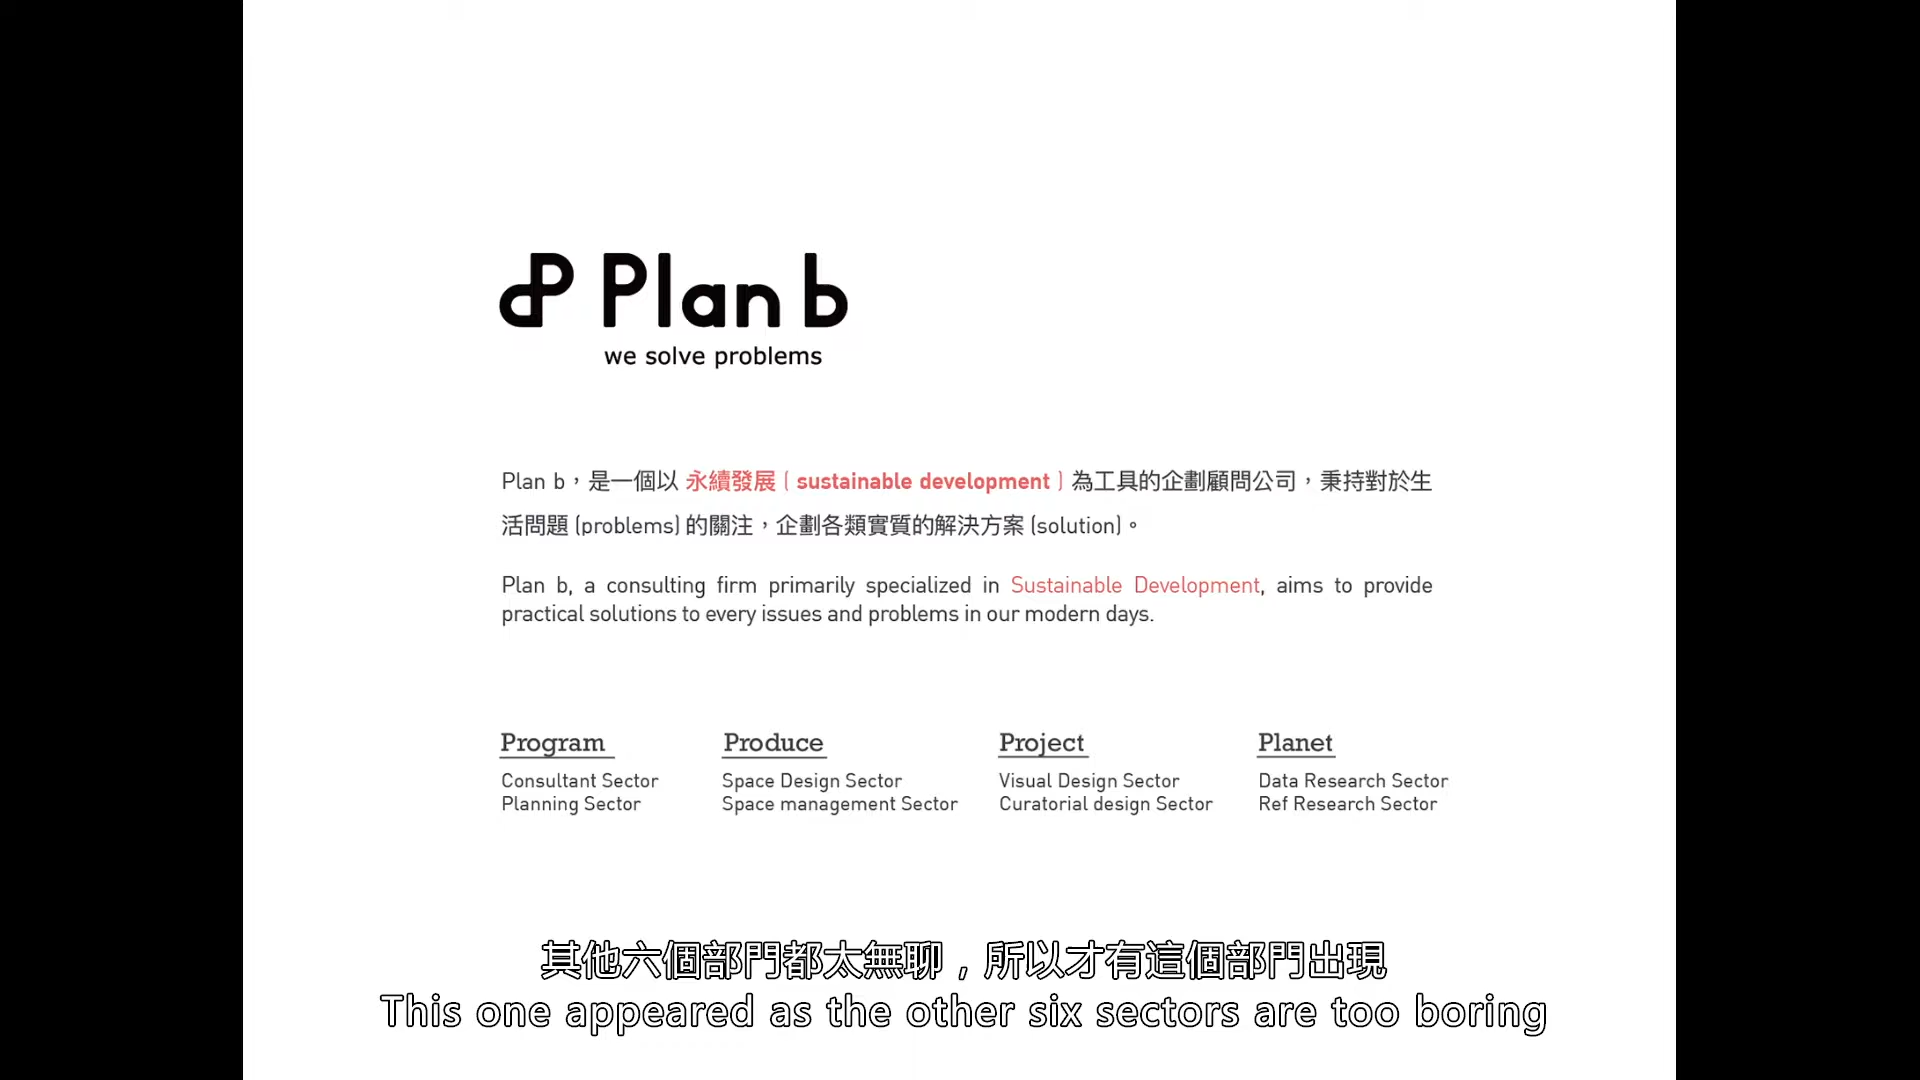 Plan b
we solve problems
Plan b，是一個以 永續發展 ( sustainable development ) 為工具的企劃顧問公司，秉持對於生
活問題 (problems) 的關注，企劃各類實質的解決方案 (solution)。
Plan b, a consulting firm primarily specialized in Sustainable Development, aims to provide
practical solutions to every issues and problems in our modern days.
Program
Consultant Sector
Planning Sector
Produce
Space Design Sector
Space management Sector
Project
Visual Design Sector
Curatorial design Sector
Planet
Data Research Sector
Ref Research Sector
其他六個部門都太無聊，所以才有這個部門出現
This one appeared as the other six sectors are too boring